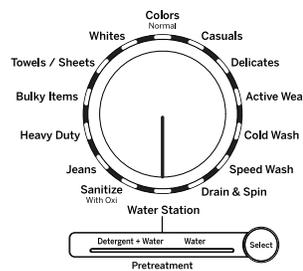 Colors
Normal
Whites
Casuals
Towels / Sheets
Delicates
Bulky Items
Active Wea
Heavy Duty
Cold Wash
Jeans
Speed Wash
Sanitize
With Oxi
Drain & Spin
Water Station
Detergent + Water Water
Select
Pretreatment